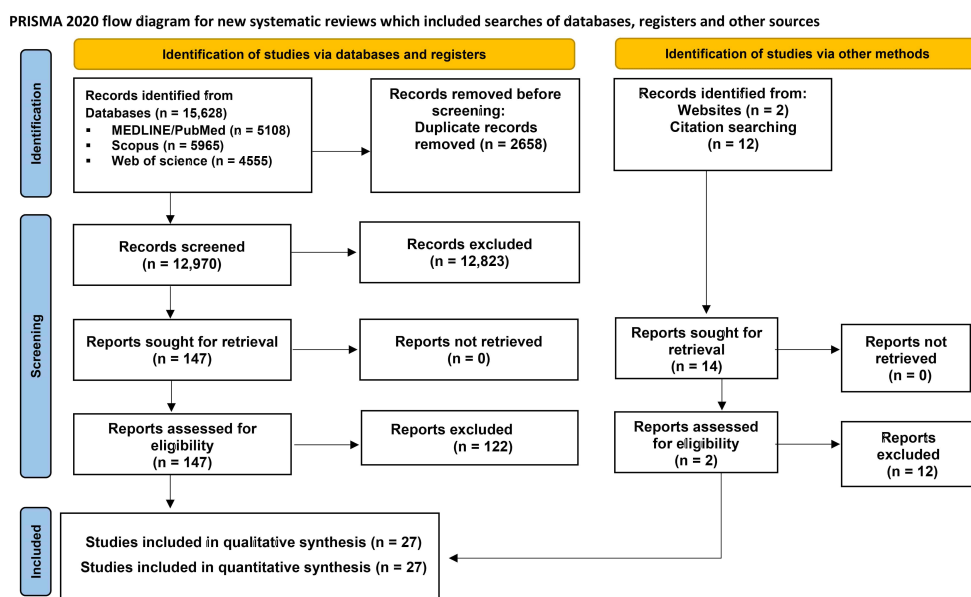 PRISMA 2020 flow diagram for new systematic reviews which included searches of databases, registers and other sources
Identification of studies via databases and registers
Identification of studies via other methods
Identification
Records identified from
Databases (n = 15,628)
▪ MEDLINE/PubMed (n = 5108)
▪ Scopus (n = 5965)
▪ Web of science (n = 4555)
Records removed before
screening:
Duplicate records
removed (n = 2658)
Records identified from:
Websites (n = 2)
Citation searching
(n = 12)
Screening
Records screened
(n = 12,970)
Records excluded
(n = 12,823)
Reports sought for retrieval
(n = 147)
Reports not retrieved
(n = 0)
Reports sought for
retrieval
(n = 14)
Reports not
retrieved
(n = 0)
Reports assessed for
eligibility
(n = 147)
Reports excluded
(n = 122)
Reports assessed
for eligibility
(n = 2)
Reports
excluded
(n = 12)
Included
Studies included in qualitative synthesis (n = 27)
Studies included in quantitative synthesis (n = 27)